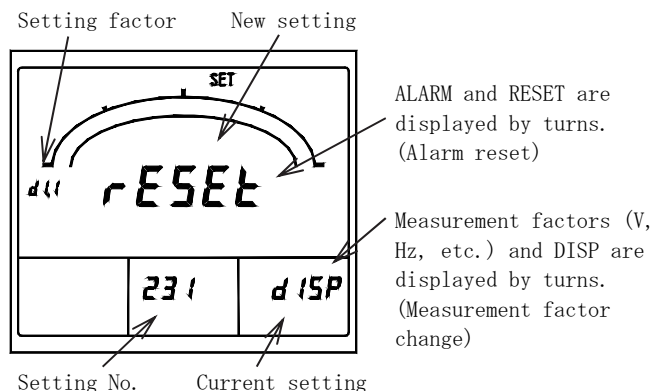 Setting factor New setting
SET
ALARM and RESET are
displayed by turns.
(Alarm reset)
rESEt
Measurement factors (V,
Hz, etc.) and DISP are
displayed by turns.
(Measurement factor
change)
231 dISP
Setting No. Current setting